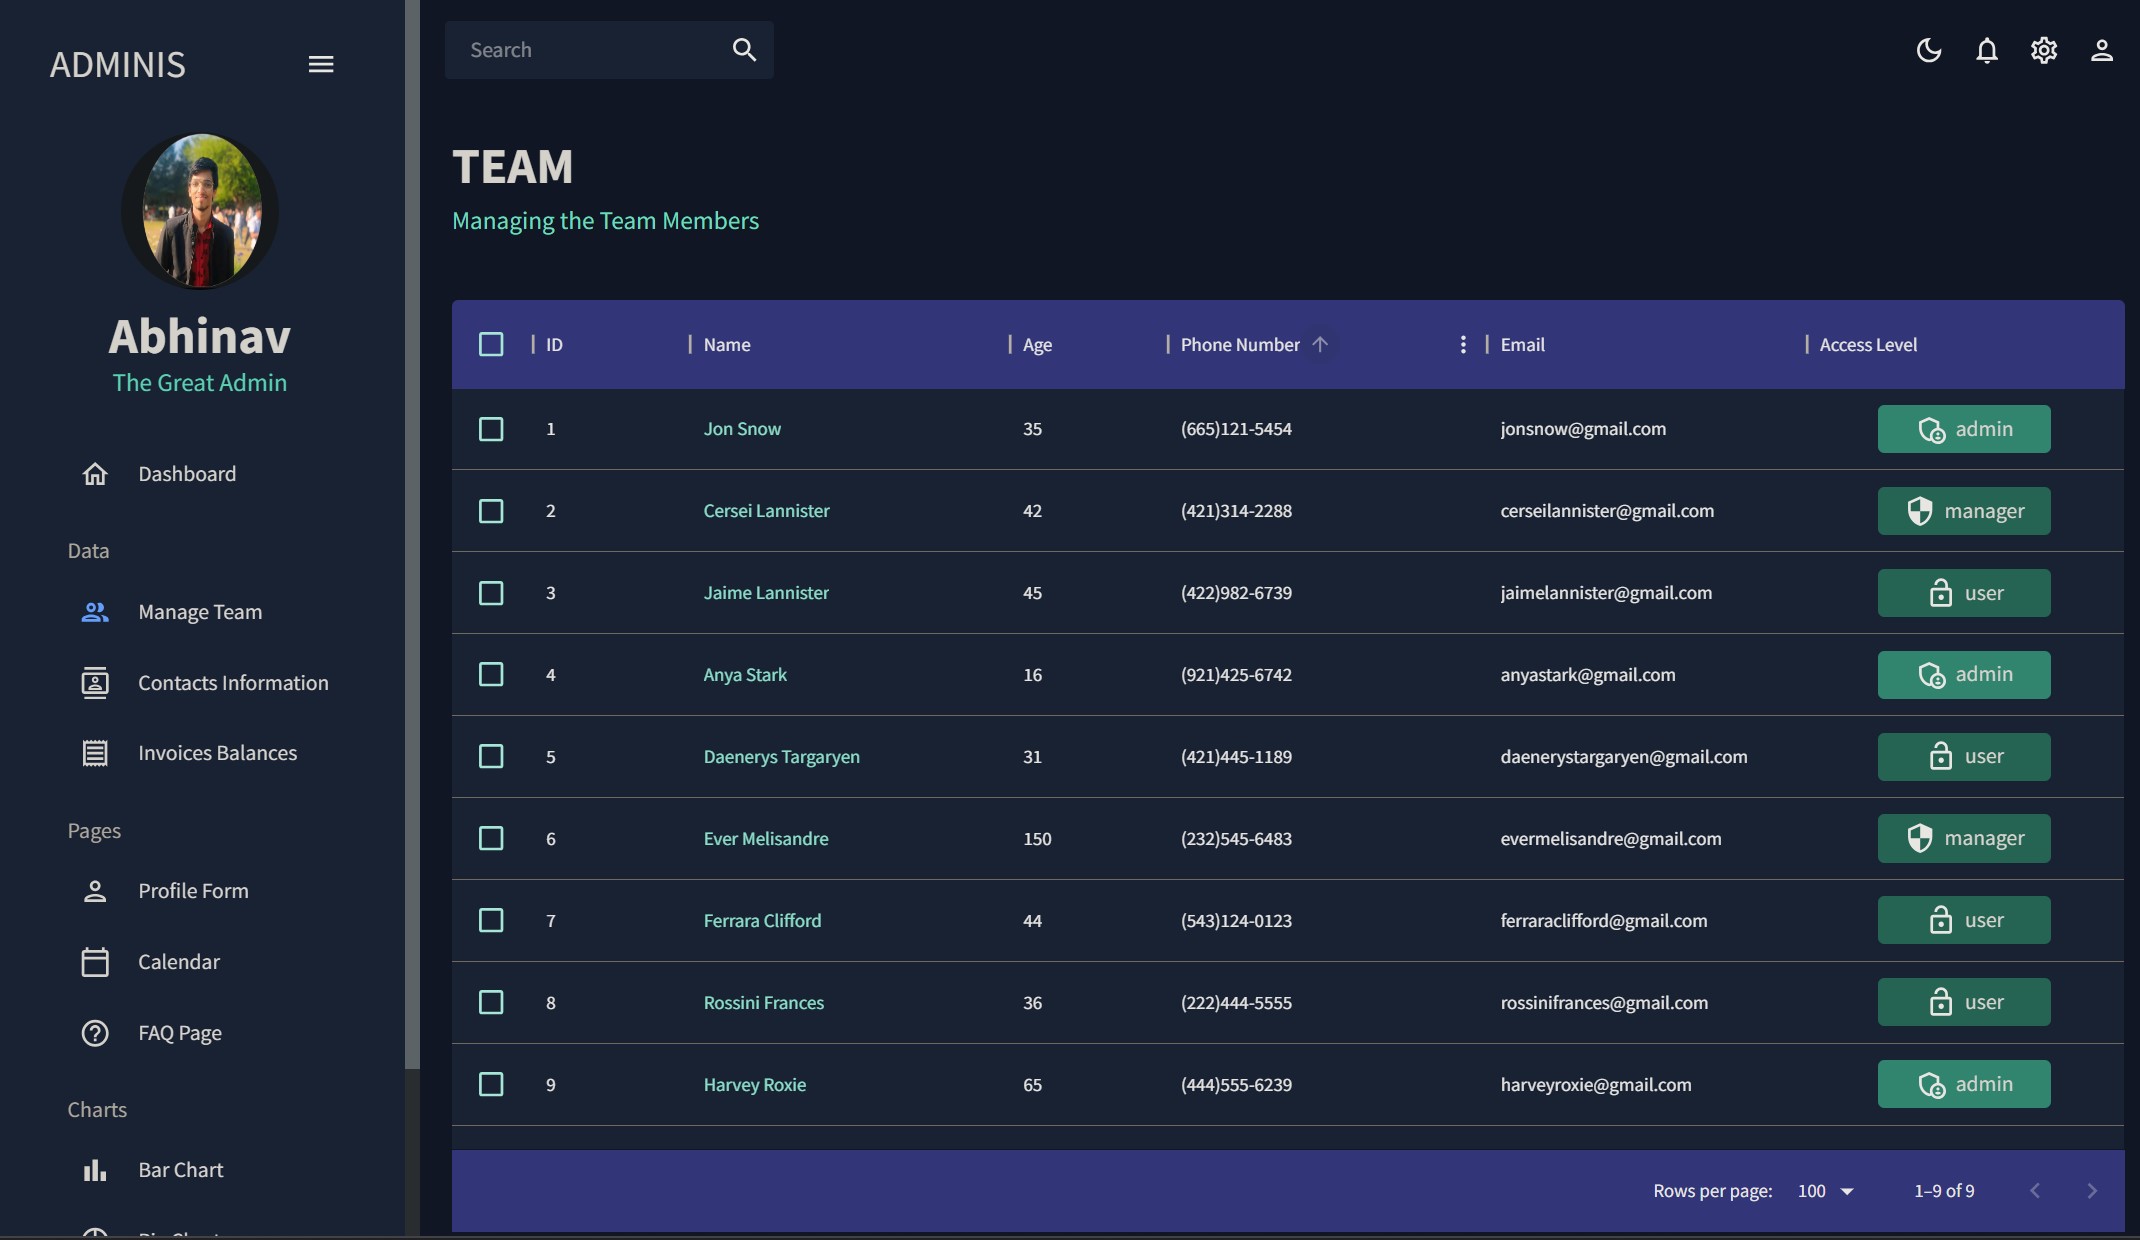 ADMINIS
Search
Abhinav
The Great Admin
Dashboard
Data
Manage Team
Contacts Information
Invoices Balances
Pages
Profile Form
Calendar
FAQ Page
Charts
Bar Chart
TEAM
Managing the Team Members
ID Name Age Phone Number Email Access Level
1 Jon Snow 35 (665)121-5454 jonsnow@gmail.com admin
2 Cersei Lannister 42 (421)314-2288 cerseilannister@gmail.com manager
3 Jaime Lannister 45 (422)982-6739 jaimelannister@gmail.com user
4 Anya Stark 16 (921)425-6742 anyastark@gmail.com admin
5 Daenerys Targaryen 31 (421)445-1189 daenerystargaryen@gmail.com user
6 Ever Melisandre 150 (232)545-6483 evermelisandre@gmail.com manager
7 Ferrara Clifford 44 (543)124-0123 ferraraclifford@gmail.com user
8 Rossini Frances 36 (222)444-5555 rossinifrances@gmail.com user
9 Harvey Roxie 65 (444)555-6239 harveyroxie@gmail.com admin
Rows per page: 100 1–9 of 9